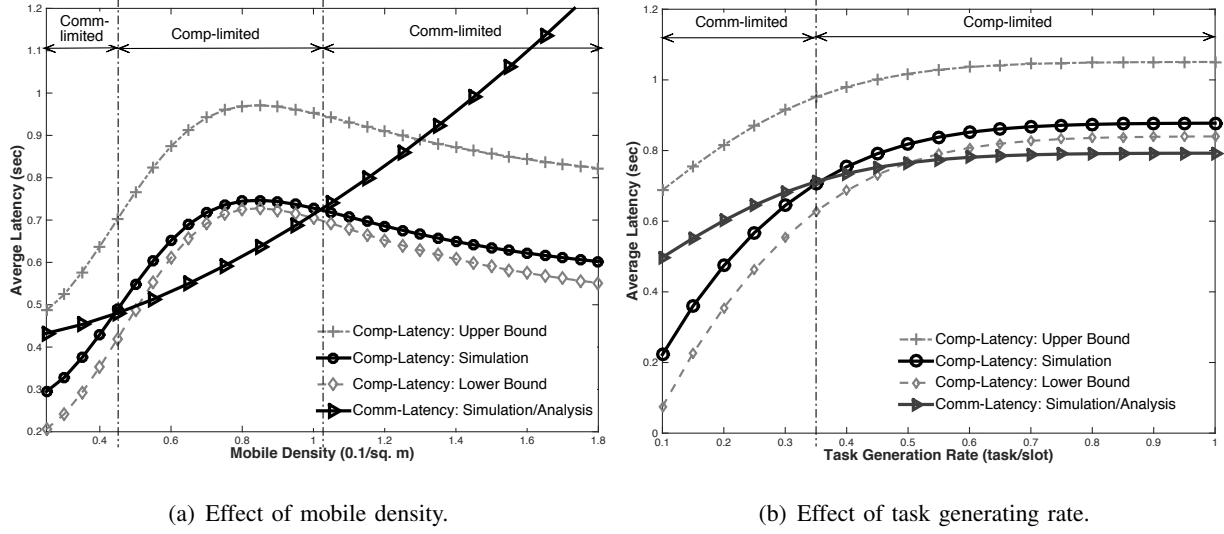 Comm-
limited
Comp-limited
Comm-limited
Averge Latency (sec)
1.2
1.1
1
0.9
0.8
0.7
0.6
0.5
0.4
0.3
0.2
Comp-Latency: Upper Bound
Comp-Latency: Simulation
Comp-Latency: Lower Bound
Comm-Latency: Simulation/Analysis
0.4 0.6 0.8 1 1.2 1.4 1.6 1.8
Mobile Density (0.1/sq. m)
(a) Effect of mobile density.
Comm-limited
Comp-limited
Average Latency (sec)
1.2
1
0.8
0.6
0.4
0.2
0
Comp-Latency: Upper Bound
Comp-Latency: Simulation
Comp-Latency: Lower Bound
Comm-Latency: Simulation/Analysis
0.1 0.2 0.3 0.4 0.5 0.6 0.7 0.8 0.9 1
Task Generation Rate (task/slot)
(b) Effect of task generating rate.